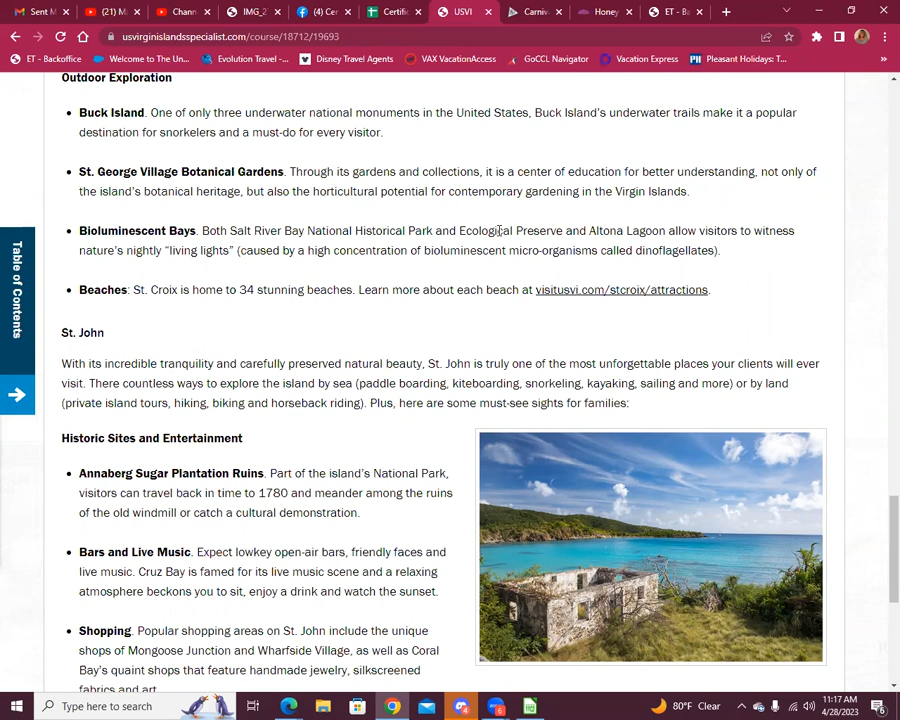 Sent M
(21) M
Chann
IMG_2
(4) Cer
Certific
USVI
Carniv
Honey
ET - Ba
usvirginislandsspecialist.com/course/18712/19693
ET - Backoffice
Welcome to The Un...
Evolution Travel -...
Disney Travel Agents
VAX VacationAccess
GoCCL Navigator
Vacation Express
Pleasant Holidays: T...
Outdoor Exploration
Buck Island. One of only three underwater national monuments in the United States, Buck Island's underwater trails make it a popular
destination for snorkelers and a must-do for every visitor.
St. George Village Botanical Gardens. Through its gardens and collections, it is a center of education for better understanding, not only of
the island's botanical heritage, but also the horticultural potential for contemporary gardening in the Virgin Islands.
Bioluminescent Bays. Both Salt River Bay National Historical Park and Ecological Preserve and Altona Lagoon allow visitors to witness
nature's nightly “living lights” (caused by a high concentration of bioluminescent micro-organisms called dinoflagellates).
Beaches: St. Croix is home to 34 stunning beaches. Learn more about each beach at visitusvi.com/stcroix/attractions.
Table of Contents
St. John
With its incredible tranquility and carefully preserved natural beauty, St. John is truly one of the most unforgettable places your clients will ever
visit. There countless ways to explore the island by sea (paddle boarding, kiteboarding, snorkeling, kayaking, sailing and more) or by land
(private island tours, hiking, biking and horseback riding). Plus, here are some must-see sights for families:
Historic Sites and Entertainment
Annaberg Sugar Plantation Ruins. Part of the island's National Park,
visitors can travel back in time to 1780 and meander among the ruins
of the old windmill or catch a cultural demonstration.
Bars and Live Music. Expect lowkey open-air bars, friendly faces and
live music. Cruz Bay is famed for its live music scene and a relaxing
atmosphere beckons you to sit, enjoy a drink and watch the sunset.
Shopping. Popular shopping areas on St. John include the unique
shops of Mongoose Junction and Wharfside Village, as well as Coral
Bay's quaint shops that feature handmade jewelry, silkscreened
fabrics and art.
Type here to search
80°F Clear
11:17 AM
4/28/2023